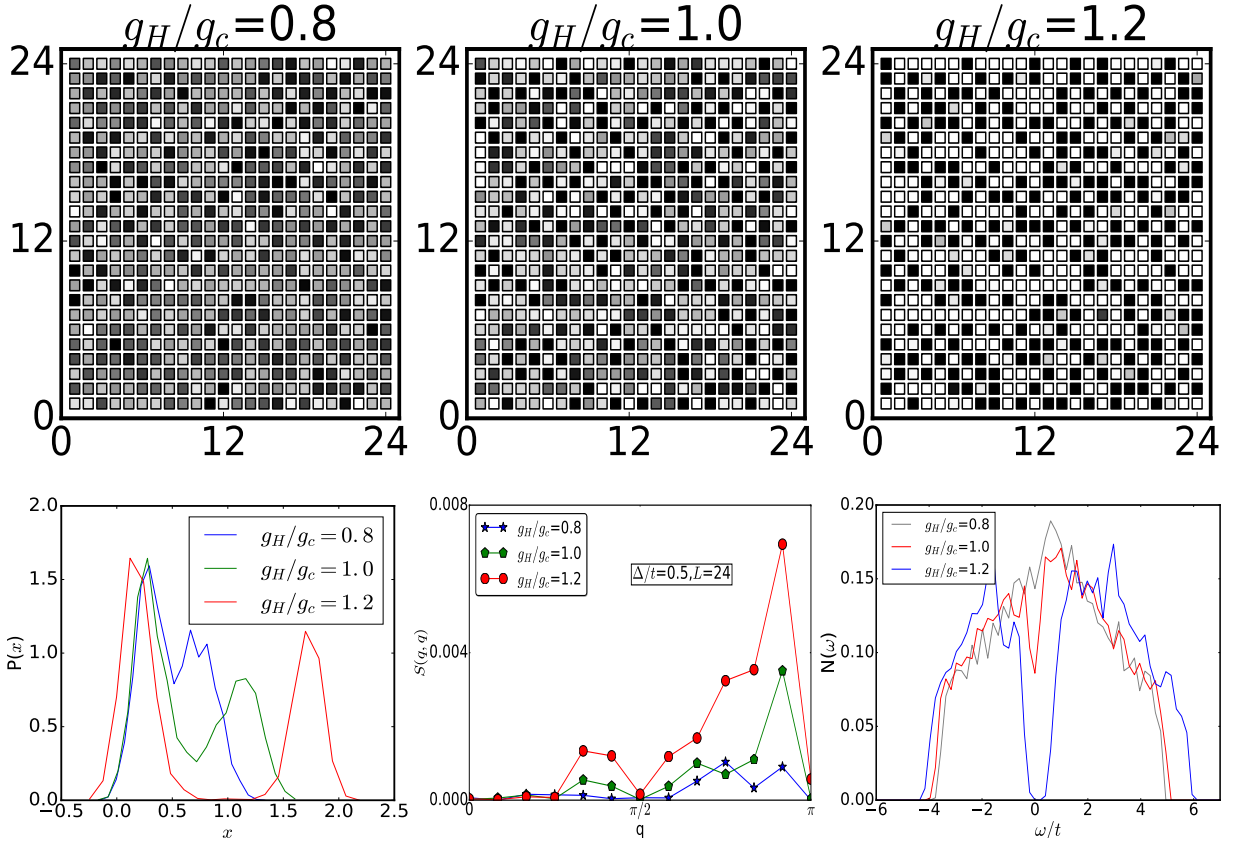 g_H/g_c=0.8
g_H/g_c=1.0
g_H/g_c=1.2
24
12
0
0 12 24
24
12
0
0 12 24
24
12
0
0 12 24
P(x)
2.0
1.5
1.0
0.5
0.0
−0.5 0.0 0.5 1.0 1.5 2.0 2.5
x
g_H/g_c = 0.8
g_H/g_c = 1.0
g_H/g_c = 1.2
S(q, q)
0.008
0.004
0.000
0 π/2 π
q
g_H/g_c=0.8
g_H/g_c=1.0
g_H/g_c=1.2
Δ/t=0.5,L=24
N(ω)
0.20
0.15
0.10
0.05
0.00
−6 −4 −2 0 2 4 6
ω/t
g_H/g_c=0.8
g_H/g_c=1.0
g_H/g_c=1.2